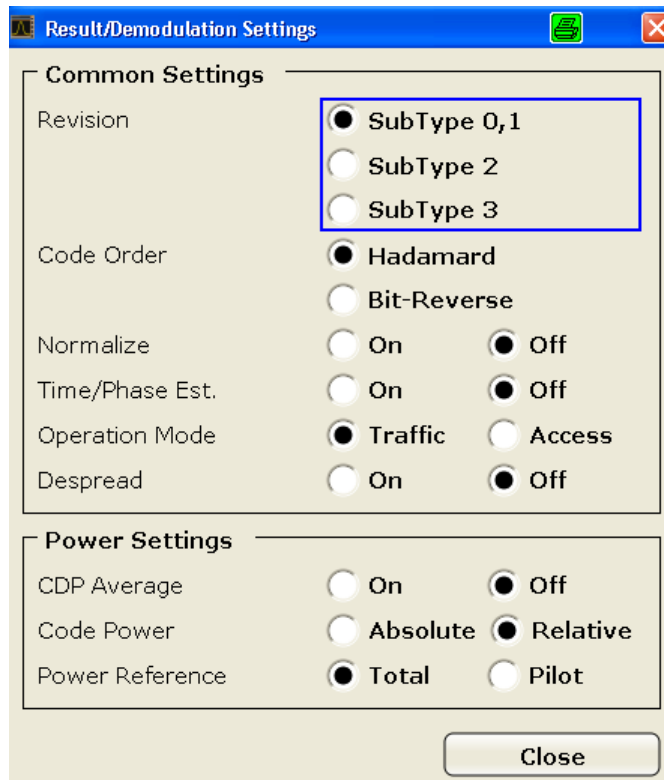 Result/Demodulation Settings
Common Settings
Revision SubType 0,1
SubType 2
SubType 3
Code Order Hadamard
Bit-Reverse
Normalize On Off
Time/Phase Est. On Off
Operation Mode Traffic Access
Despread On Off
Power Settings
CDP Average On Off
Code Power Absolute Relative
Power Reference Total Pilot
Close